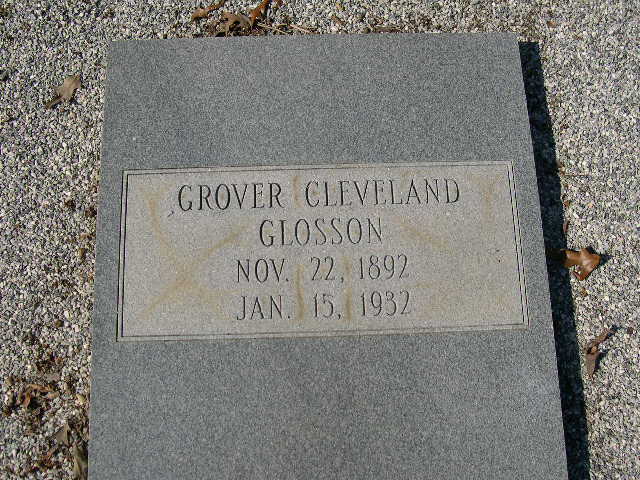 GROVER CLEVELAND
GLOSSON
NOV. 22, 1892
JAN. 15, 1932